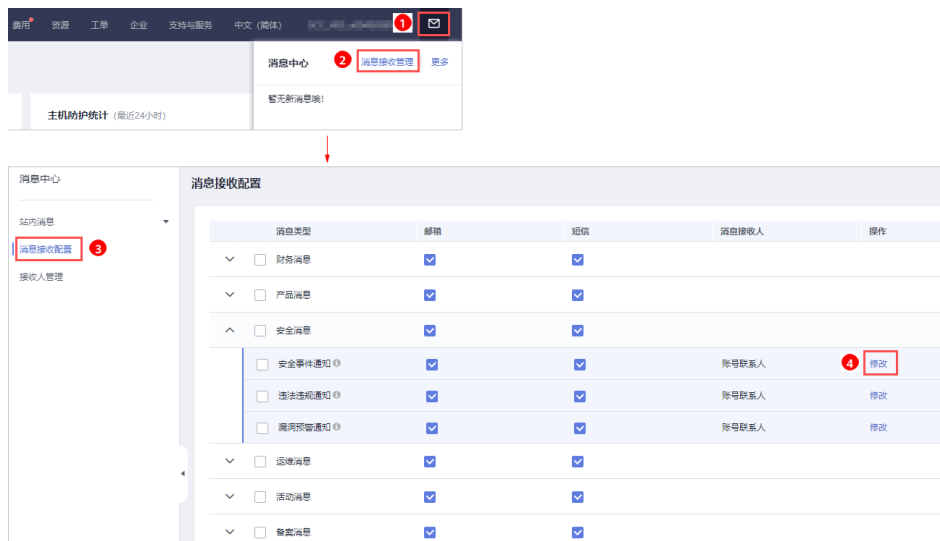 费用 资源 工单 企业 支持与服务 中文（简体） 1
消息中心 2 消息接收管理 更多
暂无新消息哦!
主机防护统计 (最近24小时)
消息中心
站内消息
消息接收配置 3
接收人管理
消息接收配置
消息类型 邮箱 短信 消息接收人 操作
财务消息
产品消息
安全消息
安全事件通知 账号联系人 4 修改
违法违规通知 账号联系人 修改
漏洞预警通知 账号联系人 修改
运维消息
活动消息
备案消息